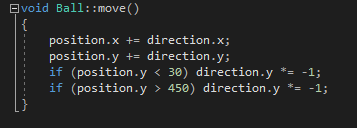 void Ball::move()
{
position.x += direction.x;
position.y += direction.y;
if (position.y < 30) direction.y *= -1;
if (position.y > 450) direction.y *= -1;
}